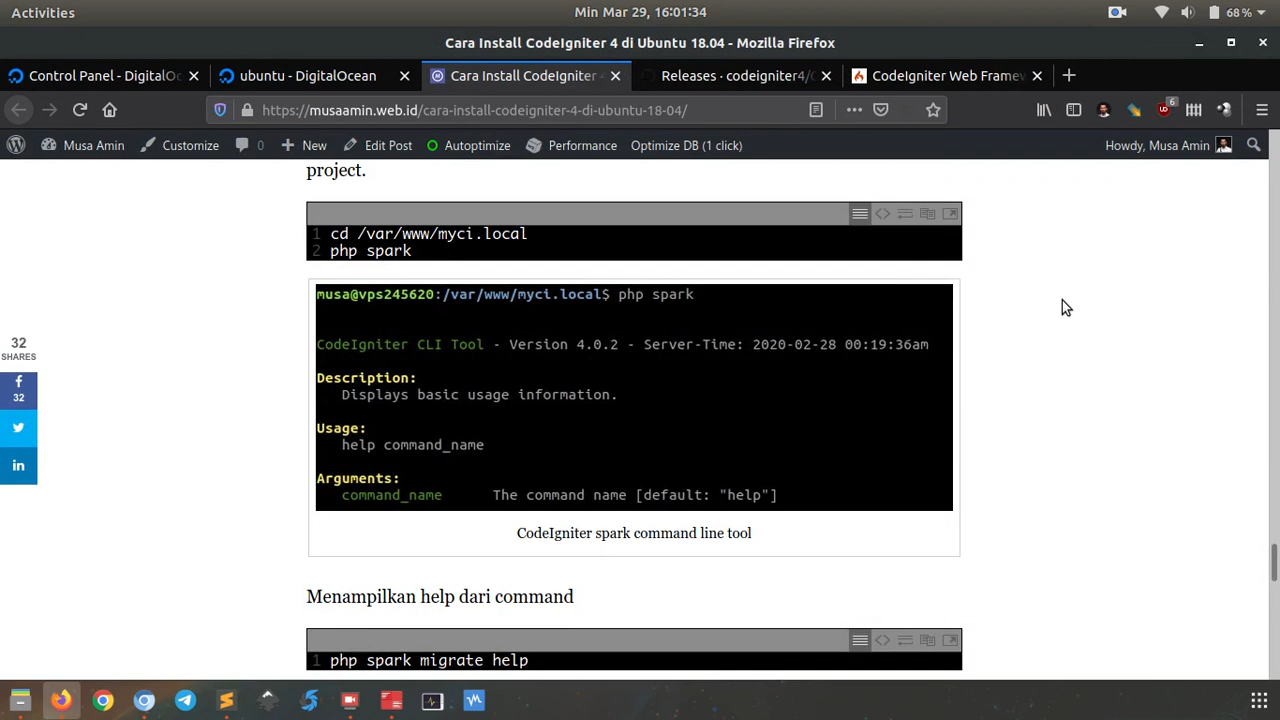 Activities
Min Mar 29, 16:01:34
68 %
Cara Install CodeIgniter 4 di Ubuntu 18.04 - Mozilla Firefox
Control Panel - DigitalOc
ubuntu - DigitalOcean
Cara Install CodeIgniter 4
Releases · codeigniter4/C
CodeIgniter Web Framew
https://musaamin.web.id/cara-install-codeigniter-4-di-ubuntu-18-04/
6
Musa Amin
Customize
0
New
Edit Post
Autoptimize
Performance
Optimize DB (1 click)
Howdy, Musa Amin
project.
1 cd /var/www/myci.local
2 php spark
musa@vps245620:/var/www/myci.local$ php spark
CodeIgniter CLI Tool - Version 4.0.2 - Server-Time: 2020-02-28 00:19:36am
Description:
Displays basic usage information.
Usage:
help command_name
Arguments:
command_name The command name [default: "help"]
CodeIgniter spark command line tool
32
SHARES
32
Menampilkan help dari command
1 php spark migrate help